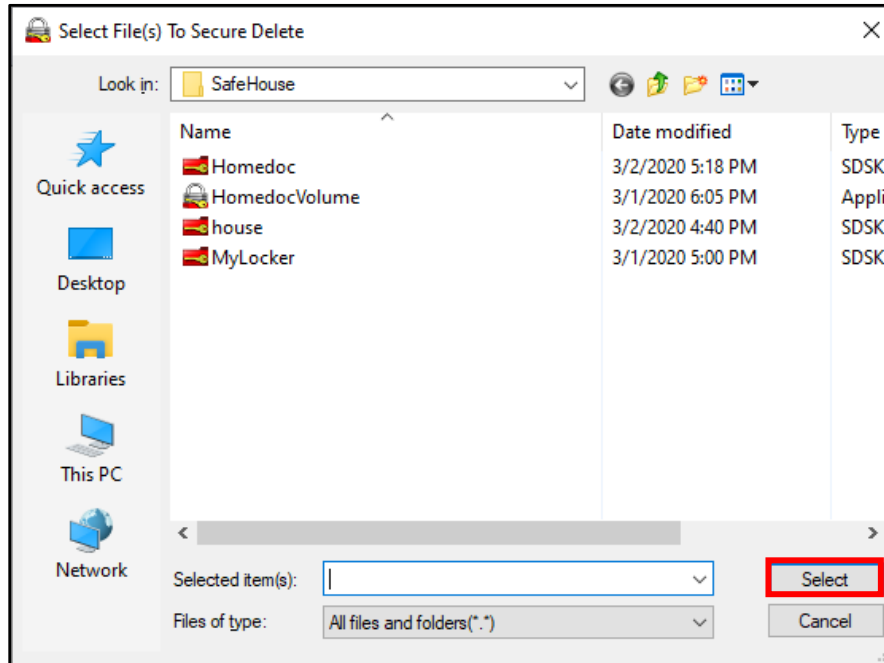 Select File(s) To Secure Delete
Look in: SafeHouse
Name Date modified Type
Homedoc 3/2/2020 5:18 PM SDSK
HomedocVolume 3/1/2020 6:05 PM Appli
house 3/2/2020 4:40 PM SDSK
MyLocker 3/1/2020 5:00 PM SDSK
Quick access
Desktop
Libraries
This PC
Network
Selected item(s): Select
Files of type: All files and folders(*.*) Cancel